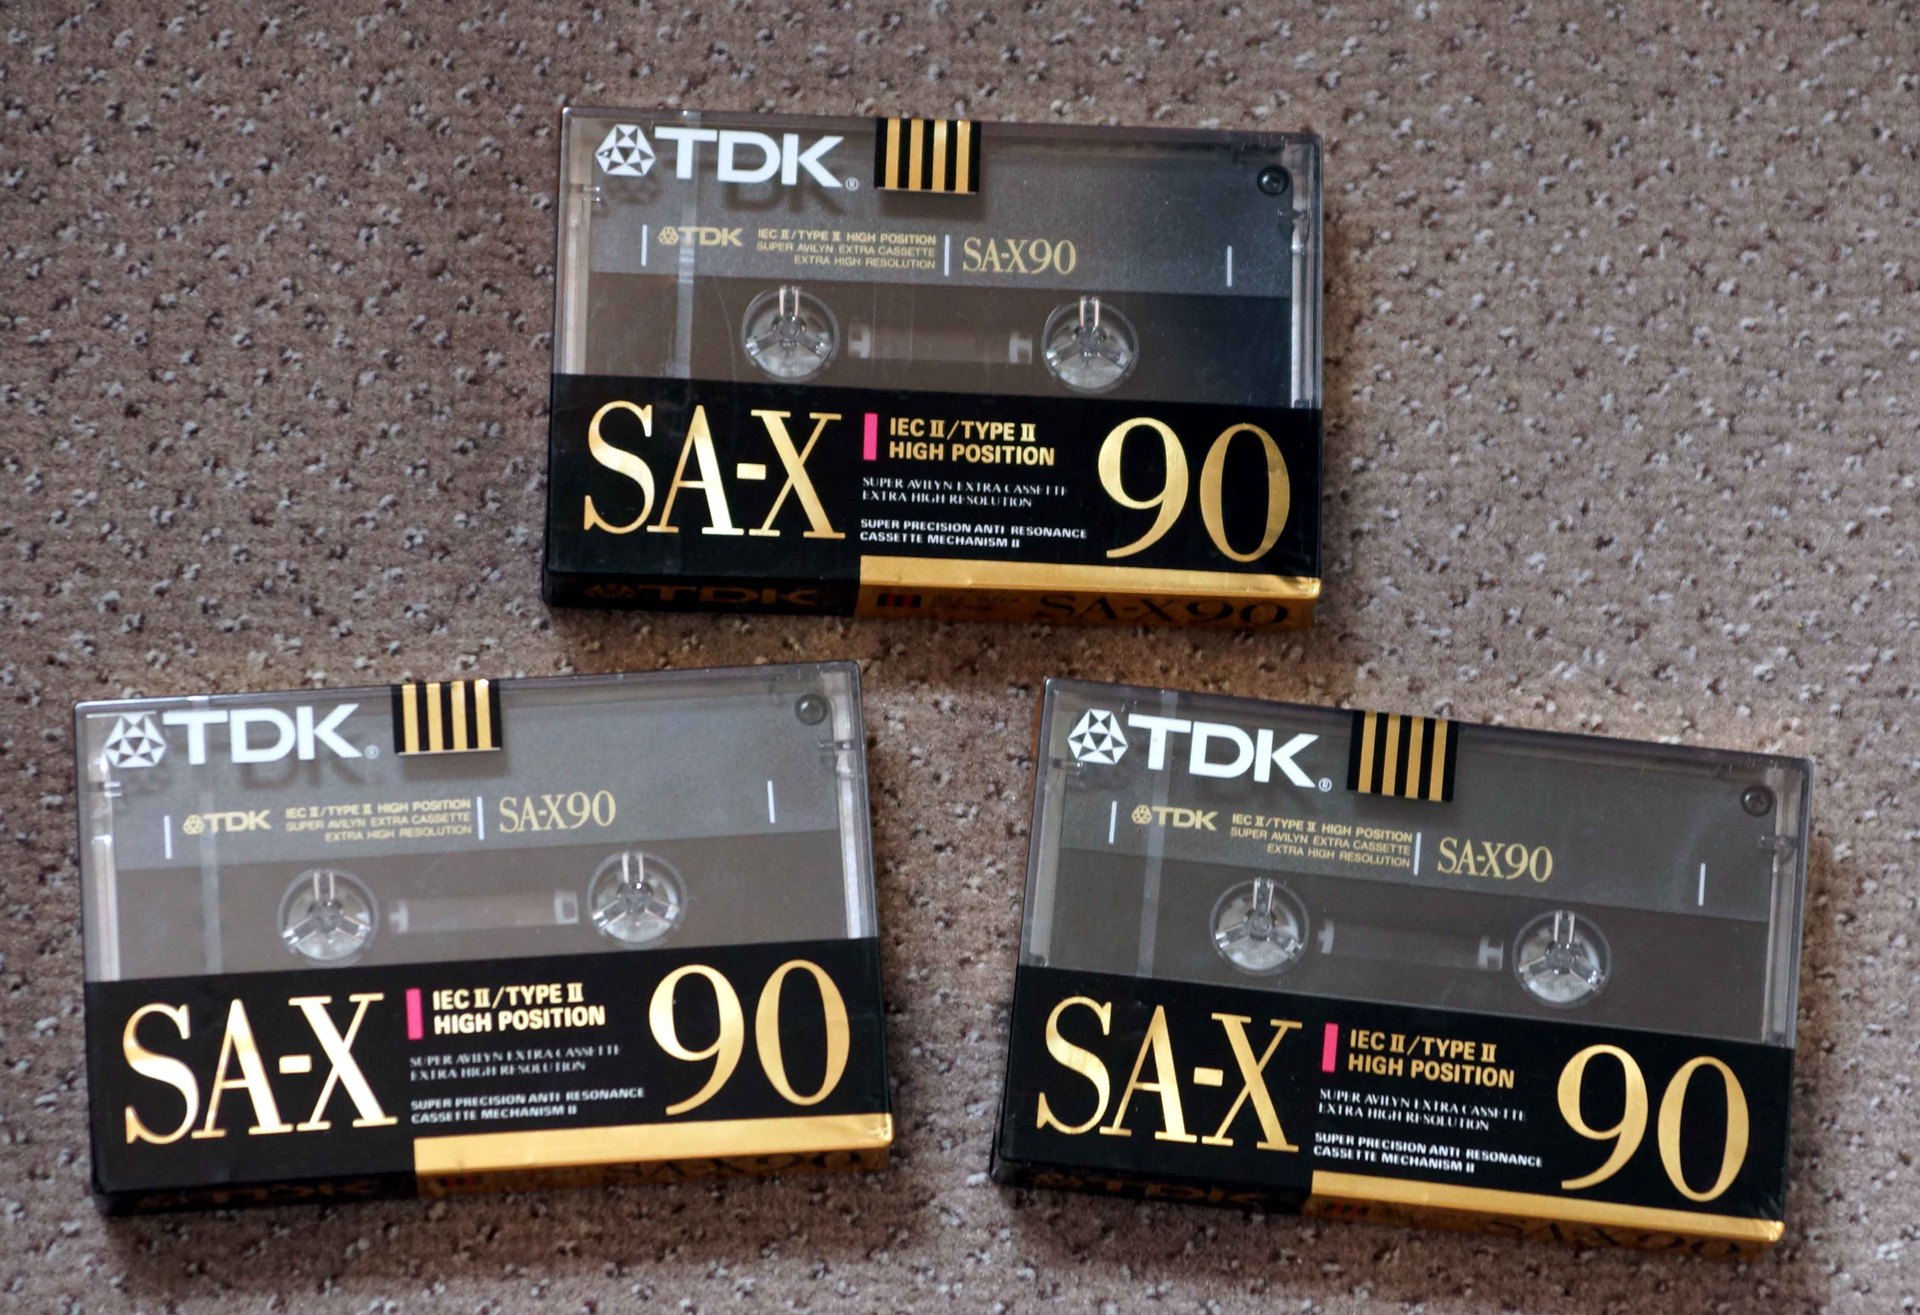 TDK®
TDK IEC II/TYPE II HIGH POSITION SA-X90
SUPER AVILYN EXTRA CASSETTE
EXTRA HIGH RESOLUTION
SA-X IEC II/TYPE II 90
HIGH POSITION
SUPER AVILYN EXTRA CASSETTE
EXTRA HIGH RESOLUTION
SUPER PRECISION ANTI RESONANCE
CASSETTE MECHANISM II
TDK SA-X90
TDK®
TDK IEC II/TYPE II HIGH POSITION SA-X90
SUPER AVILYN EXTRA CASSETTE
EXTRA HIGH RESOLUTION
SA-X IEC II/TYPE II 90
HIGH POSITION
SUPER AVILYN EXTRA CASSETTE
EXTRA HIGH RESOLUTION
SUPER PRECISION ANTI RESONANCE
CASSETTE MECHANISM II
TDK SA-X90
TDK®
TDK IEC II/TYPE II HIGH POSITION SA-X90
SUPER AVILYN EXTRA CASSETTE
EXTRA HIGH RESOLUTION
SA-X IEC II/TYPE II 90
HIGH POSITION
SUPER AVILYN EXTRA CASSETTE
EXTRA HIGH RESOLUTION
SUPER PRECISION ANTI RESONANCE
CASSETTE MECHANISM II
TDK SA-X90